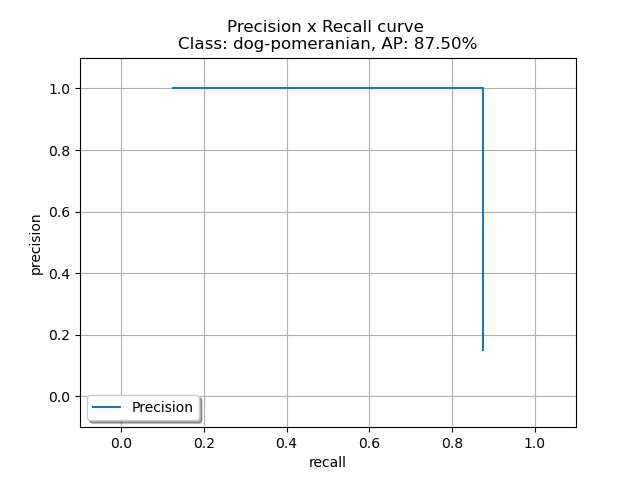 Precision x Recall curve
Class: dog-pomeranian, AP: 87.50%
precision
1.0
0.8
0.6
0.4
0.2
0.0
Precision
0.0 0.2 0.4 0.6 0.8 1.0
recall